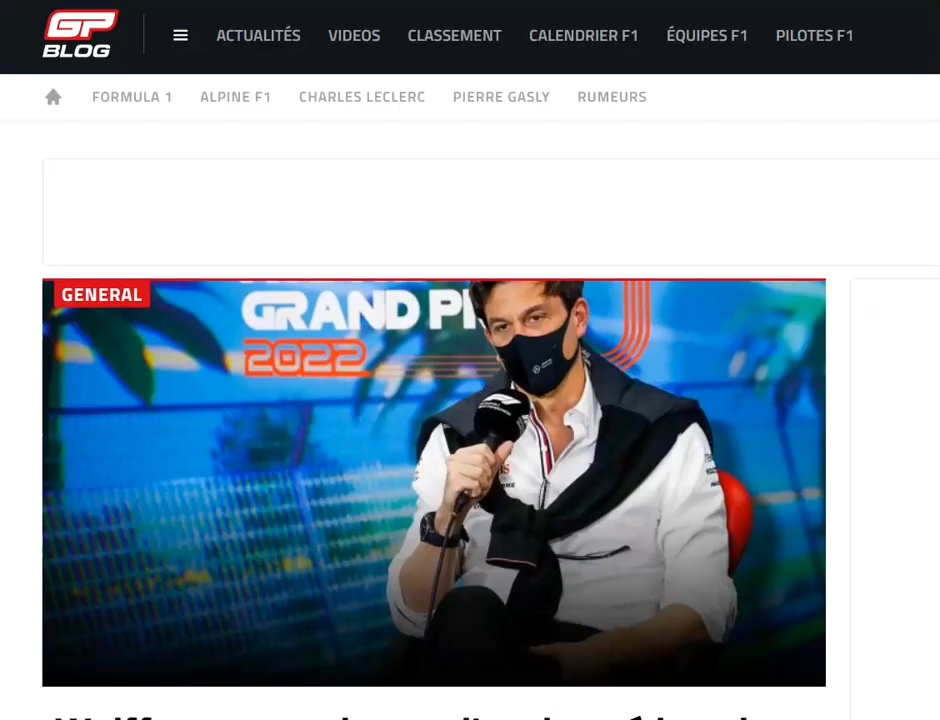 GP
BLOG
ACTUALITÉS VIDEOS CLASSEMENT CALENDRIER F1 ÉQUIPES F1 PILOTES F1
FORMULA 1 ALPINE F1 CHARLES LECLERC PIERRE GASLY RUMEURS
GENERAL
GRAND
2022